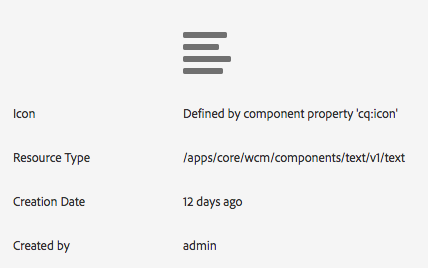 Icon Defined by component property 'cq:icon'
Resource Type /apps/core/wcm/components/text/v1/text
Creation Date 12 days ago
Created by admin